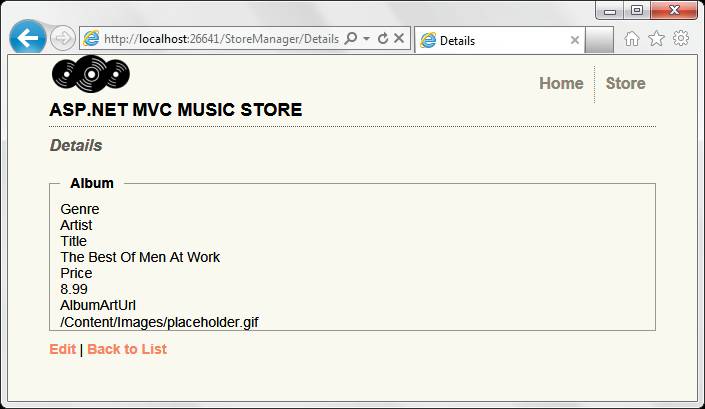 http://localhost:26641/StoreManager/Details
Details
Home
Store
ASP.NET MVC MUSIC STORE
Details
Album
Genre
Artist
Title
The Best Of Men At Work
Price
8.99
AlbumArtUrl
/Content/Images/placeholder.gif
Edit | Back to List